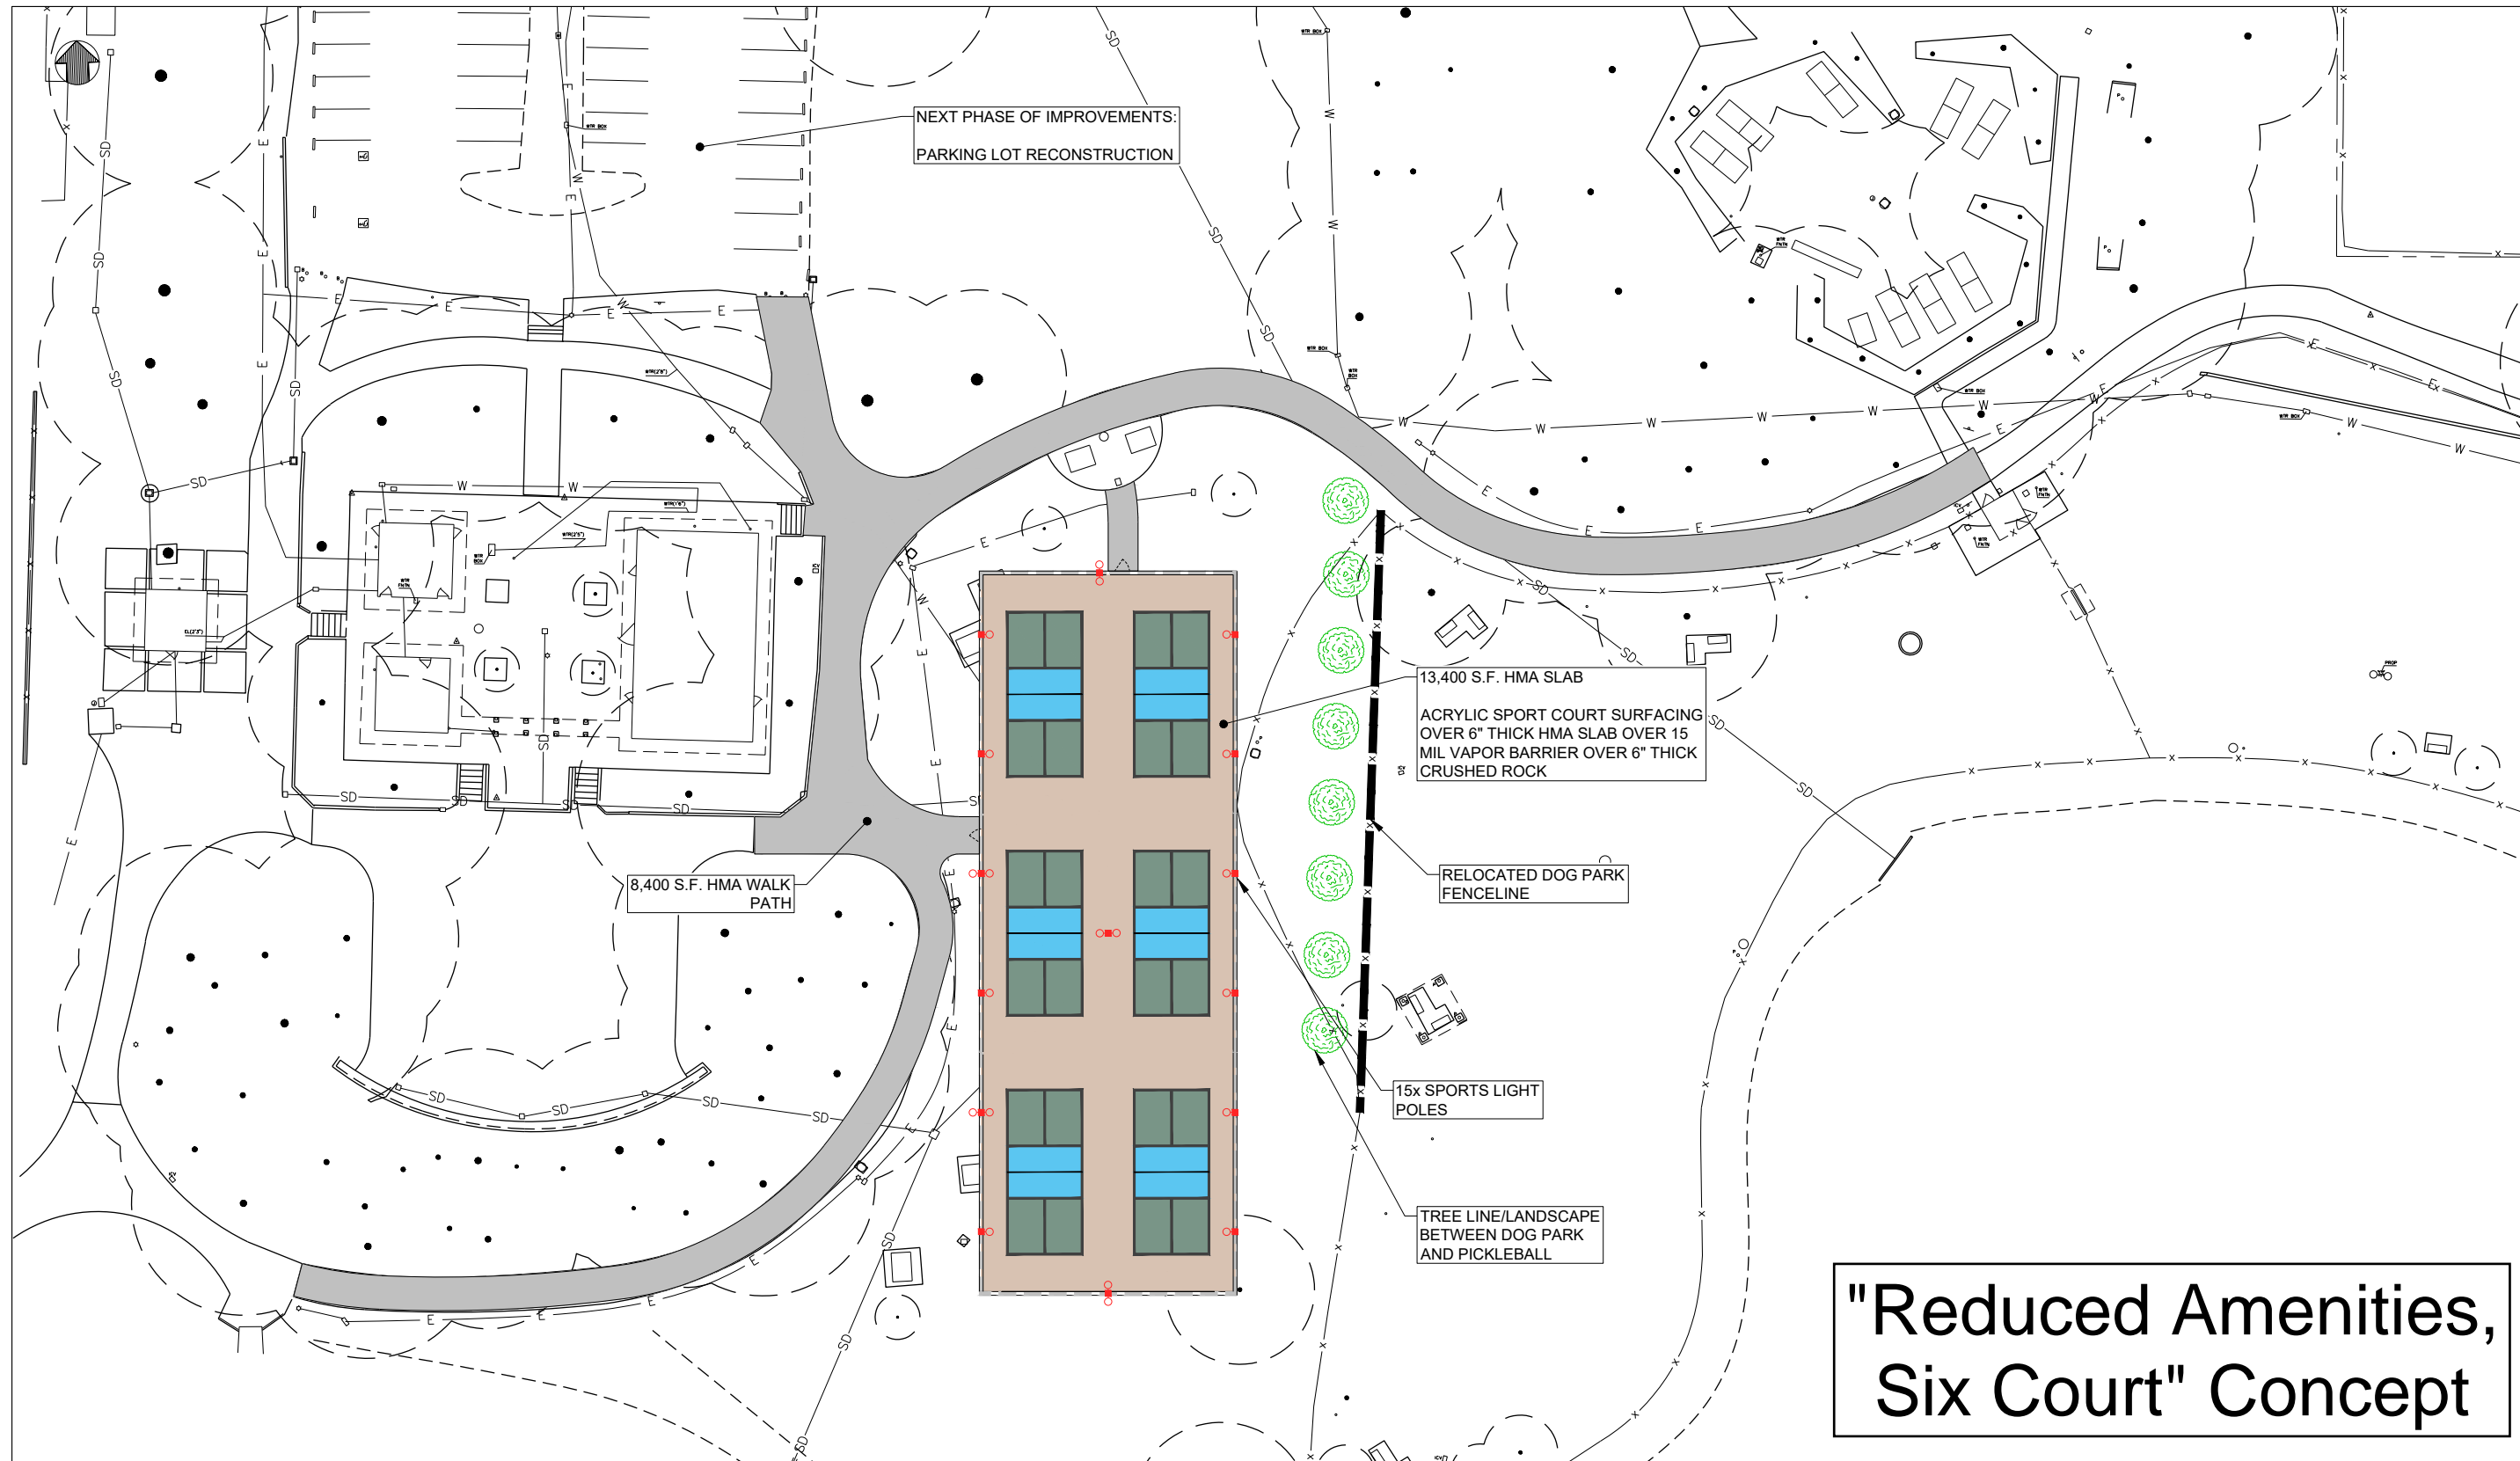 NEXT PHASE OF IMPROVEMENTS:
PARKING LOT RECONSTRUCTION
13,400 S.F. HMA SLAB
ACRYLIC SPORT COURT SURFACING
OVER 6" THICK HMA SLAB OVER 15
MIL VAPOR BARRIER OVER 6" THICK
CRUSHED ROCK
8,400 S.F. HMA WALK
PATH
RELOCATED DOG PARK
FENCELINE
15x SPORTS LIGHT
POLES
TREE LINE/LANDSCAPE
BETWEEN DOG PARK
AND PICKLEBALL
"Reduced Amenities,
Six Court" Concept